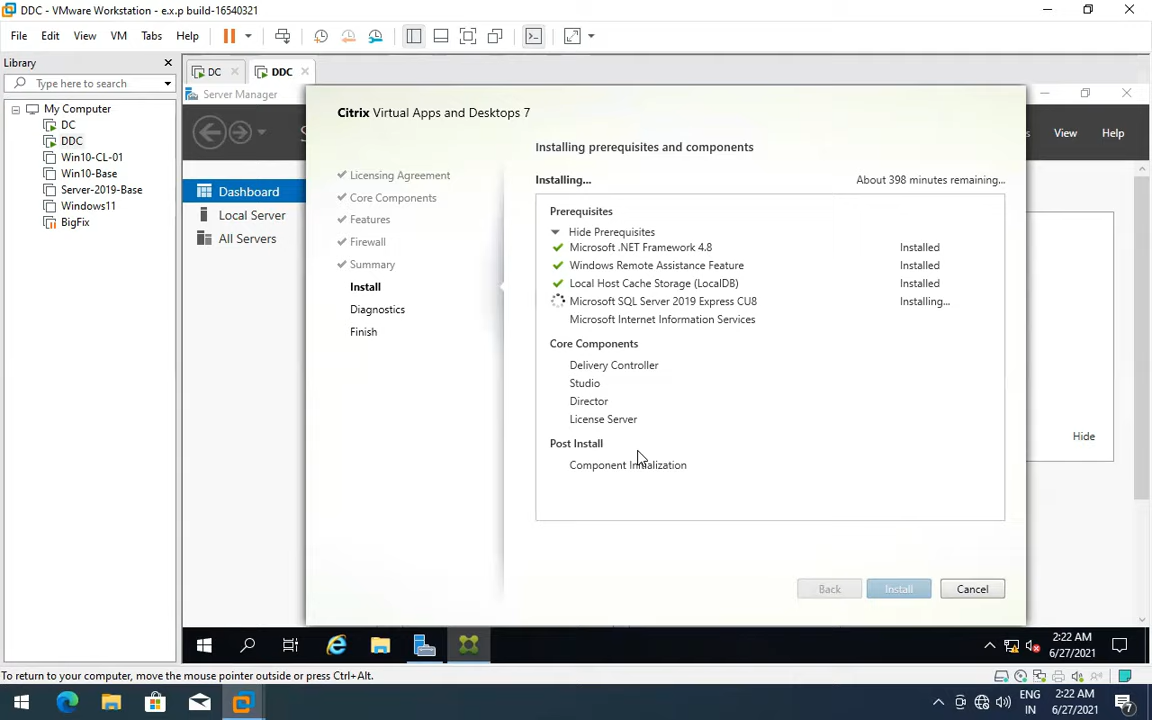 DDC - VMware Workstation - e.x.p build-16540321
File Edit View VM Tabs Help
Library
Type here to search
My Computer
DC
DDC
Win10-CL-01
Win10-Base
Server-2019-Base
Windows11
BigFix
DC DDC
Server Manager
View Help
Dashboard
Local Server
All Servers
Hide
Citrix Virtual Apps and Desktops 7
Licensing Agreement
Core Components
Features
Firewall
Summary
Install
Diagnostics
Finish
Installing prerequisites and components
Installing... About 398 minutes remaining...
Prerequisites
Hide Prerequisites
Microsoft .NET Framework 4.8 Installed
Windows Remote Assistance Feature Installed
Local Host Cache Storage (LocalDB) Installed
Microsoft SQL Server 2019 Express CU8 Installing...
Microsoft Internet Information Services
Core Components
Delivery Controller
Studio
Director
License Server
Post Install
Component Initialization
Back Install Cancel
2:22 AM
6/27/2021
To return to your computer, move the mouse pointer outside or press Ctrl+Alt.
ENG
IN
2:22 AM
6/27/2021
7